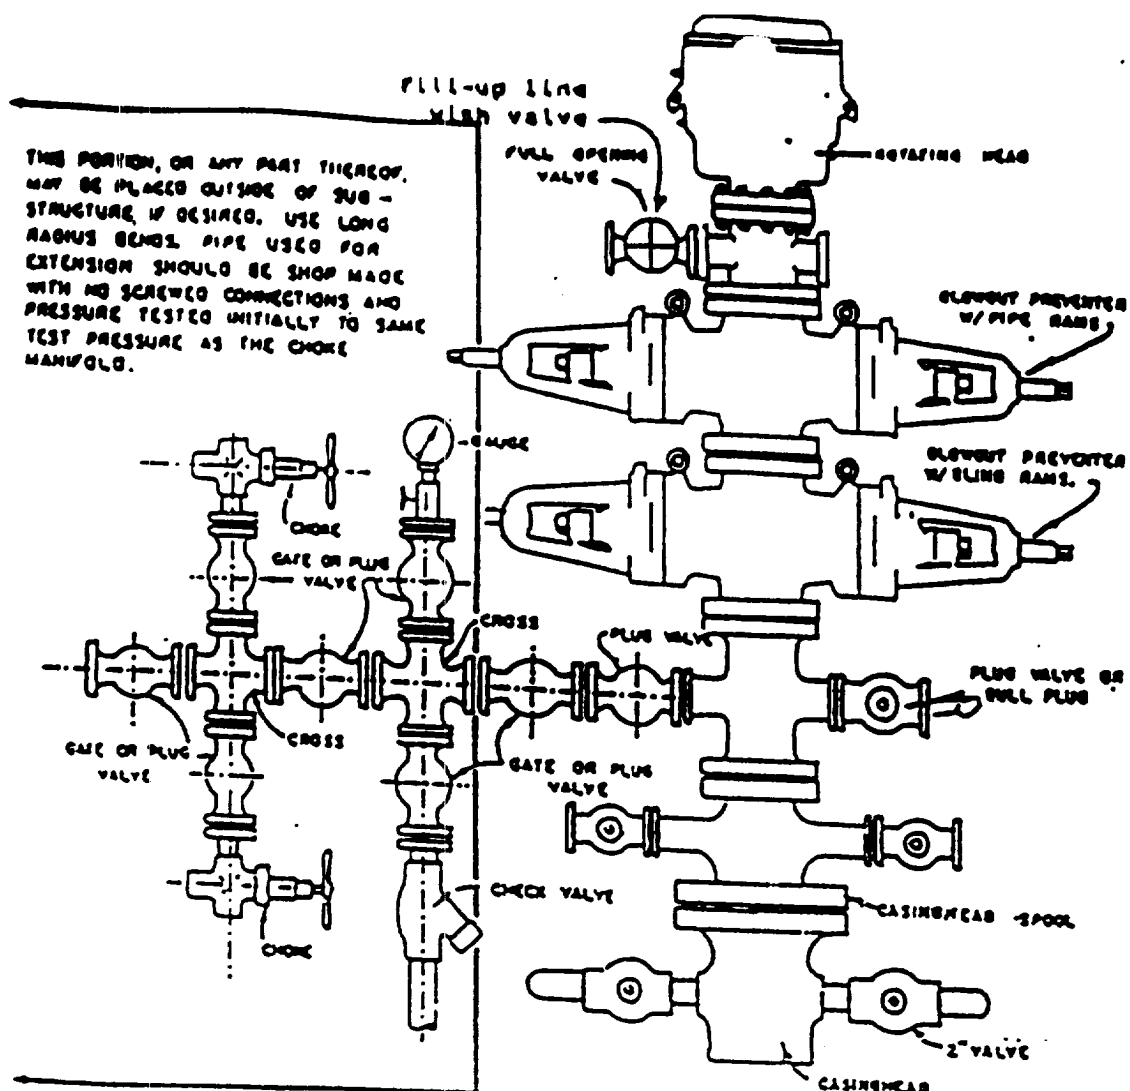 Fill-up line
with valve
FULL OPENING
VALVE
ROTATING HEAD
THIS PORTION, OR ANY PART THEREOF,
MAY BE PLACED OUTSIDE OF SUB-
STRUCTURE, IF DESIRED. USE LONG
RADIUS BENDS. PIPE USED FOR
EXTENSION SHOULD BE SHOP MADE
WITH NO SCREWED CONNECTIONS AND
PRESSURE TESTED INITIALLY TO SAME
TEST PRESSURE AS THE CHOKE
MANIFOLD.
BLOWOUT PREVENTER
W/ PIPE RAMS.
GAUGE
BLOWOUT PREVENTER
W/ BLIND RAMS.
CHOKE
GATE OR PLUG
VALVE
CROSS
PLUG VALVE
PLUG VALVE OR
BULL PLUG
CROSS
GATE OR PLUG
VALVE
GATE OR PLUG
VALVE
CHECK VALVE
CASINGHEAD SPOOL
CHOKE
2" VALVE
CASINGHEAD